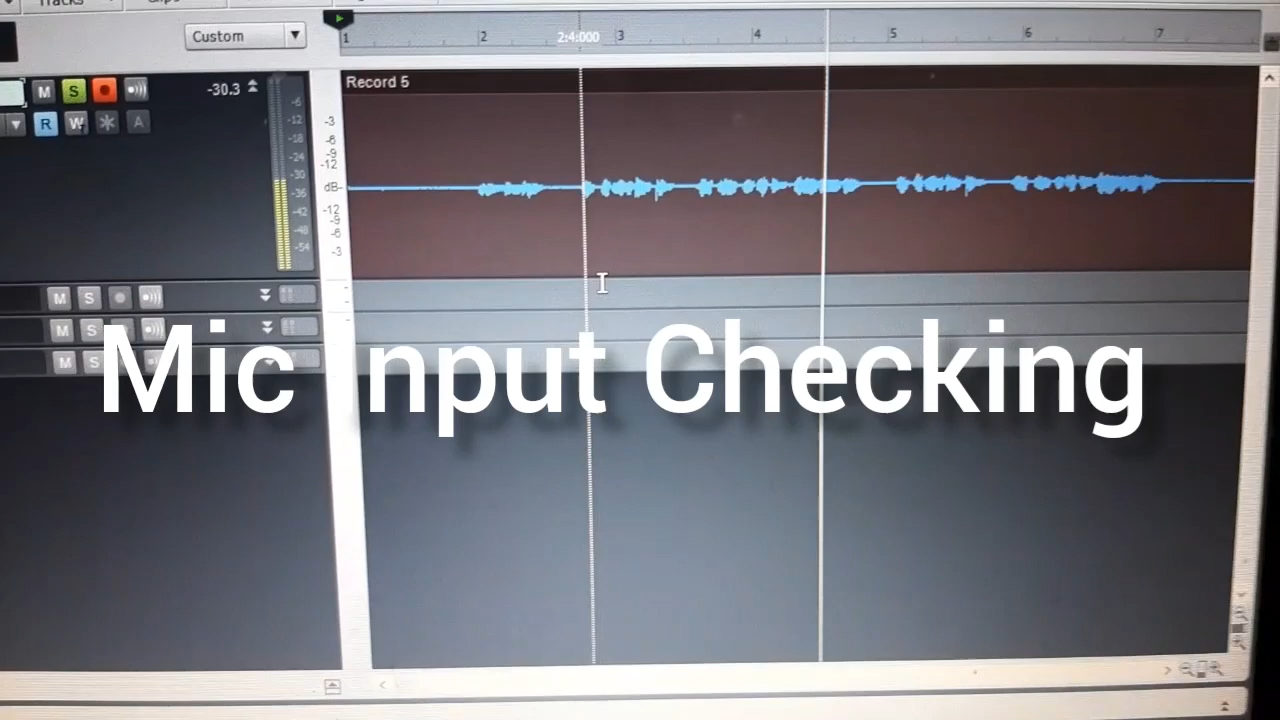 Tracks
Clips
Custom
1 2 2:4:000 3 4 5 6 7
M S -30.3
R W A
-6
-12
-18
-24
-30
-36
-42
-48
-54
Record 5
-3
-6
-9
-12
dB-
-12
-9
-6
-3
M S
M S
M S
Mic Input Checking